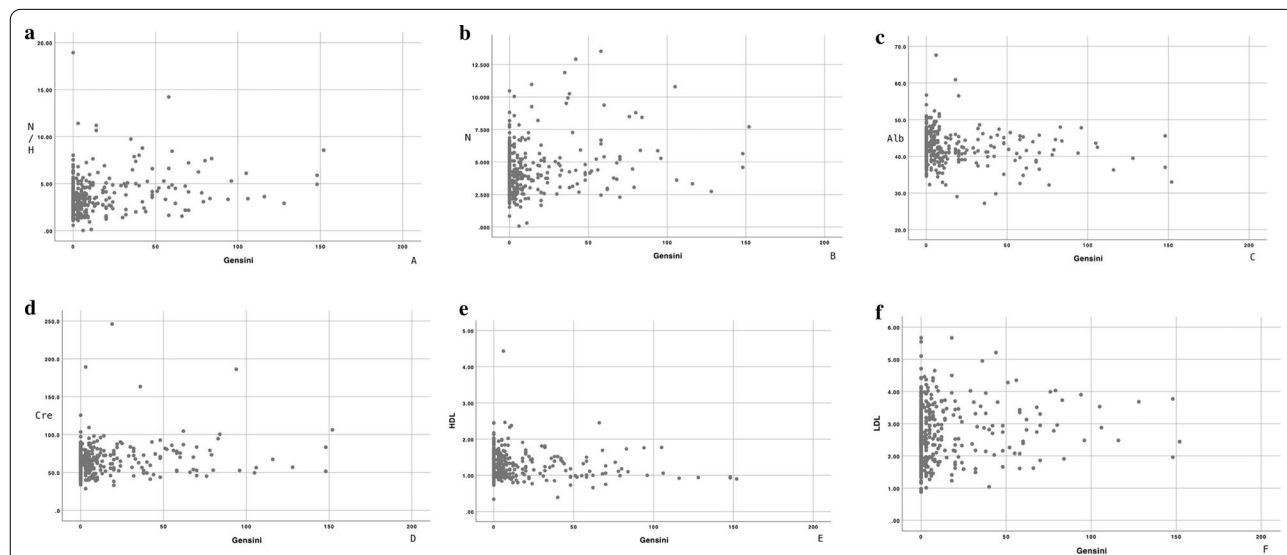 a
20.00
15.00
10.00
5.00
.00
N
/
H
0
50
100
150
200
Gensini
A
b
12.500
10.000
7.500
5.000
2.500
.000
N
0
50
100
150
200
Gensini
B
c
70.0
60.0
50.0
40.0
30.0
20.0
Alb
0
50
100
150
200
Gensini
C
d
250.0
200.0
150.0
100.0
50.0
.0
Cre
0
50
100
150
200
Gensini
D
e
5.00
4.00
3.00
2.00
1.00
.00
HDL
0
50
100
150
200
Gensini
E
f
6.00
5.00
4.00
3.00
2.00
1.00
.00
LDL
0
50
100
150
200
Gensini
F